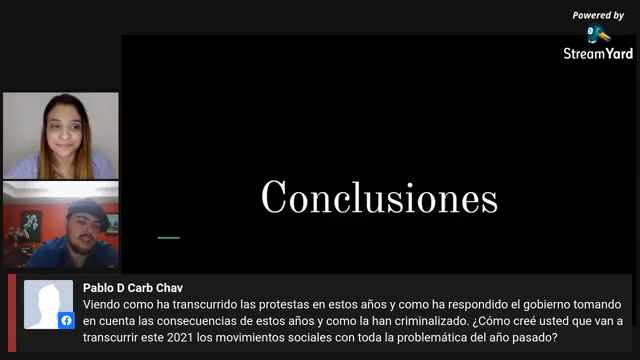 Powered by
StreamYard
Conclusiones
Pablo D Carb Chav
Viendo como ha transcurrido las protestas en estos años y como ha respondido el gobierno tomando
en cuenta las consecuencias de estos años y como la han criminalizado. ¿Cómo creé usted que van a
transcurrir este 2021 los movimientos sociales con toda la problemática del año pasado?